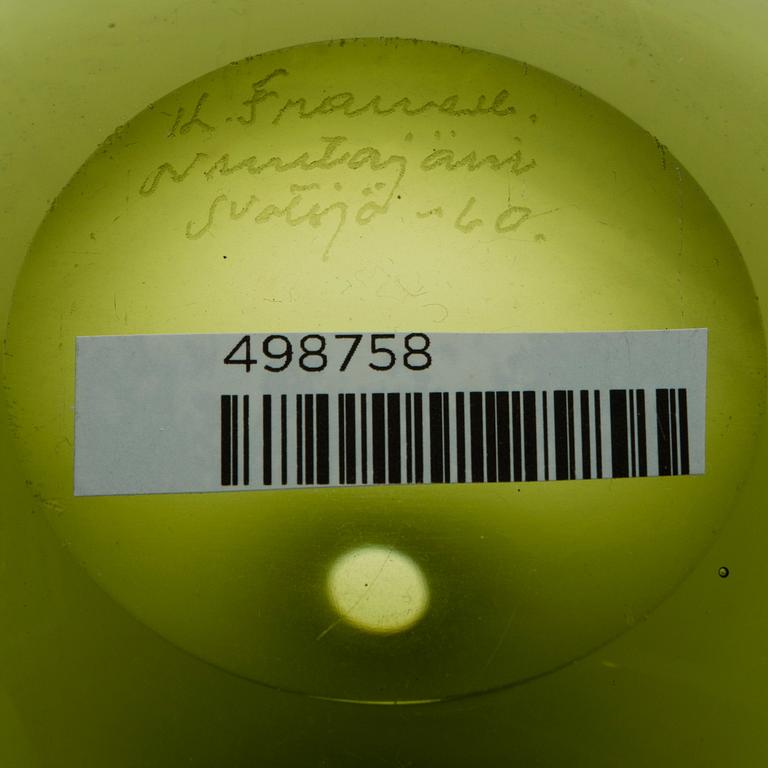 K. Franck.
Nuutajärvi
Notsjö -60.
498758